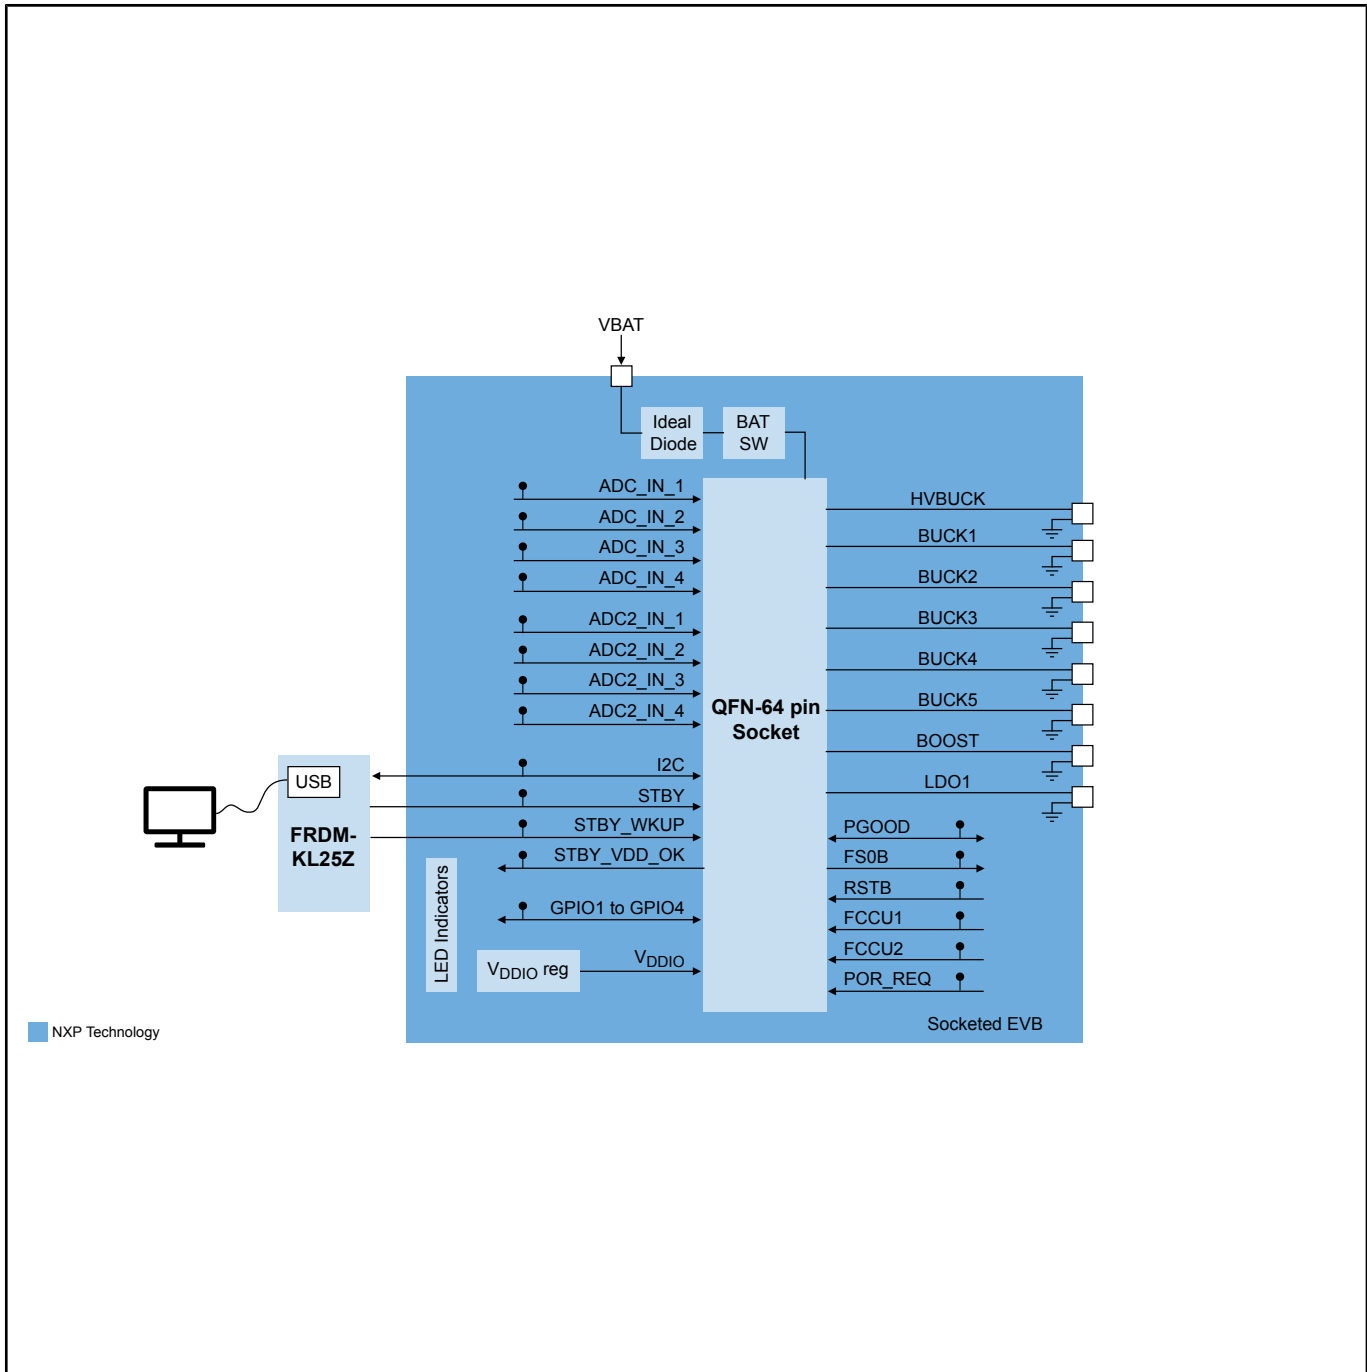 VBAT
Ideal
Diode
BAT
SW
ADC_IN_1
ADC_IN_2
ADC_IN_3
ADC_IN_4
ADC2_IN_1
ADC2_IN_2
ADC2_IN_3
ADC2_IN_4
I2C
STBY
STBY_WKUP
STBY_VDD_OK
GPIO1 to GPIO4
VDDIO
VDDIO reg
LED Indicators
USB
FRDM-
KL25Z
QFN-64 pin
Socket
HVBUCK
BUCK1
BUCK2
BUCK3
BUCK4
BUCK5
BOOST
LDO1
PGOOD
FS0B
RSTB
FCCU1
FCCU2
POR_REQ
Socketed EVB
NXP Technology